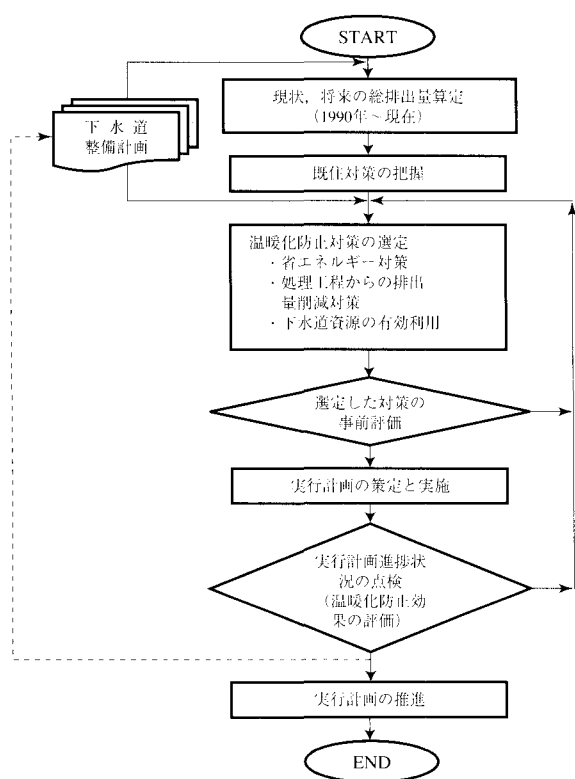 START
現状，将来の総排出量算定
（1990年～現在）
下 水 道
整備計画
既住対策の把握
温暖化防止対策の選定
・省エネルギー対策
・処理工程からの排出
量削減対策
・下水道資源の有効利用
選定した対策の
事前評価
実行計画の策定と実施
実行計画進捗状
況の点検
（温暖化防止効
果の評価）
実行計画の推進
END